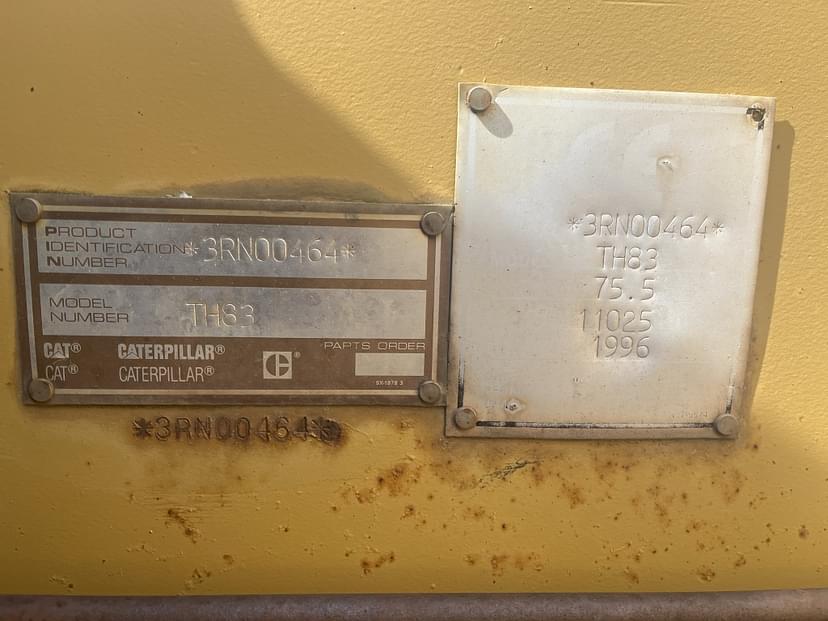 PRODUCT
IDENTIFICATION *3RN00464*
NUMBER
MODEL
NUMBER TH83
CAT® CATERPILLAR® PARTS ORDER
CAT® CATERPILLAR®
*3RN00464*
*3RN00464*
TH83
75.5
11025
1996